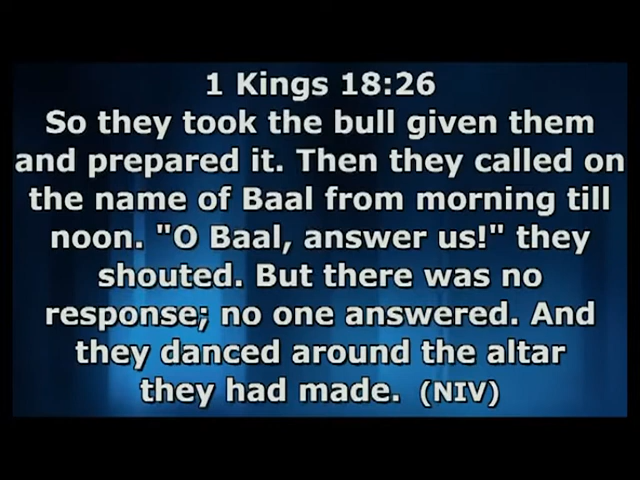 1 Kings 18:26
So they took the bull given them
and prepared it. Then they called on
the name of Baal from morning till
noon. "O Baal, answer us!" they
shouted. But there was no
response; no one answered. And
they danced around the altar
they had made. (NIV)